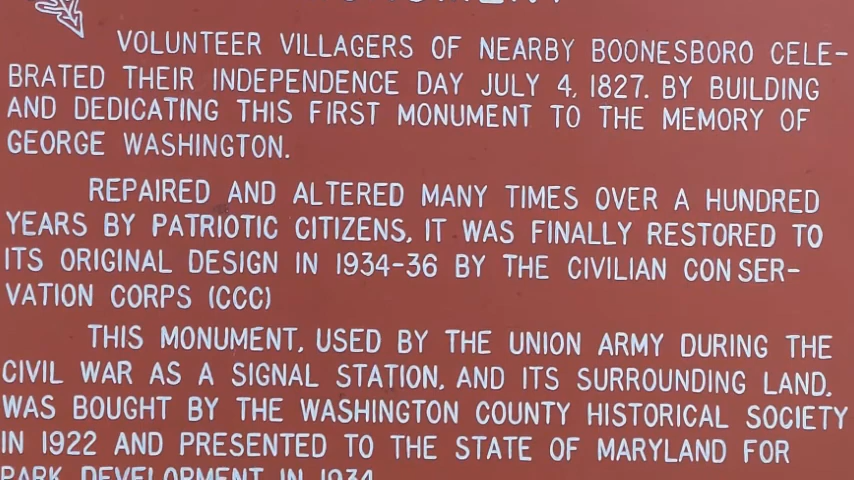 VOLUNTEER VILLAGERS OF NEARBY BOONESBORO CELE-
BRATED THEIR INDEPENDENCE DAY JULY 4, 1827. BY BUILDING
AND DEDICATING THIS FIRST MONUMENT TO THE MEMORY OF
GEORGE WASHINGTON.
REPAIRED AND ALTERED MANY TIMES OVER A HUNDRED
YEARS BY PATRIOTIC CITIZENS, IT WAS FINALLY RESTORED TO
ITS ORIGINAL DESIGN IN 1934-36 BY THE CIVILIAN CONSER-
VATION CORPS (CCC)
THIS MONUMENT, USED BY THE UNION ARMY DURING THE
CIVIL WAR AS A SIGNAL STATION, AND ITS SURROUNDING LAND,
WAS BOUGHT BY THE WASHINGTON COUNTY HISTORICAL SOCIETY
IN 1922 AND PRESENTED TO THE STATE OF MARYLAND FOR
PARK DEVELOPMENT IN 1934